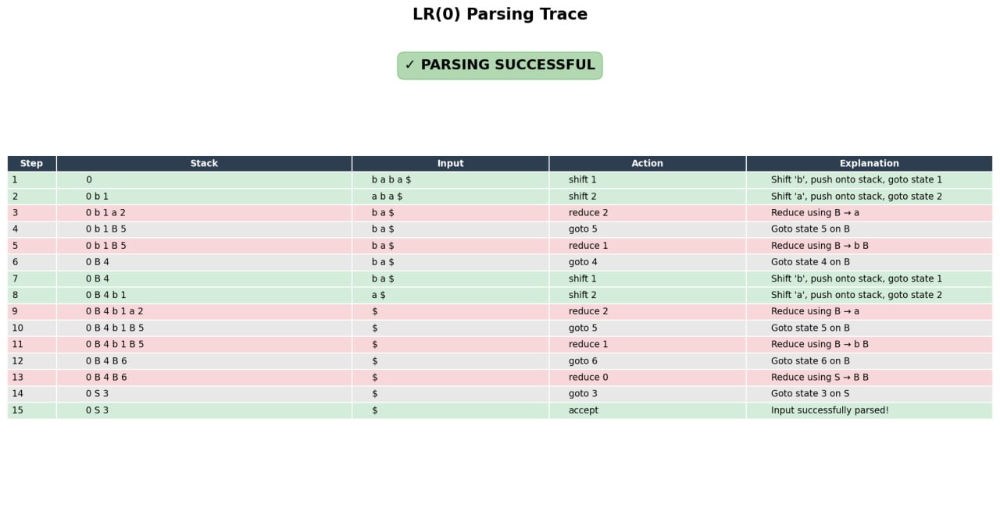 LR(0) Parsing Trace
✓ PARSING SUCCESSFUL
Step Stack Input Action Explanation
1 0 b a b a $ shift 1 Shift 'b', push onto stack, goto state 1
2 0 b 1 a b a $ shift 2 Shift 'a', push onto stack, goto state 2
3 0 b 1 a 2 b a $ reduce 2 Reduce using B → a
4 0 b 1 B 5 b a $ goto 5 Goto state 5 on B
5 0 b 1 B 5 b a $ reduce 1 Reduce using B → b B
6 0 B 4 b a $ goto 4 Goto state 4 on B
7 0 B 4 b a $ shift 1 Shift 'b', push onto stack, goto state 1
8 0 B 4 b 1 a $ shift 2 Shift 'a', push onto stack, goto state 2
9 0 B 4 b 1 a 2 $ reduce 2 Reduce using B → a
10 0 B 4 b 1 B 5 $ goto 5 Goto state 5 on B
11 0 B 4 b 1 B 5 $ reduce 1 Reduce using B → b B
12 0 B 4 B 6 $ goto 6 Goto state 6 on B
13 0 B 4 B 6 $ reduce 0 Reduce using S → B B
14 0 S 3 $ goto 3 Goto state 3 on S
15 0 S 3 $ accept Input successfully parsed!